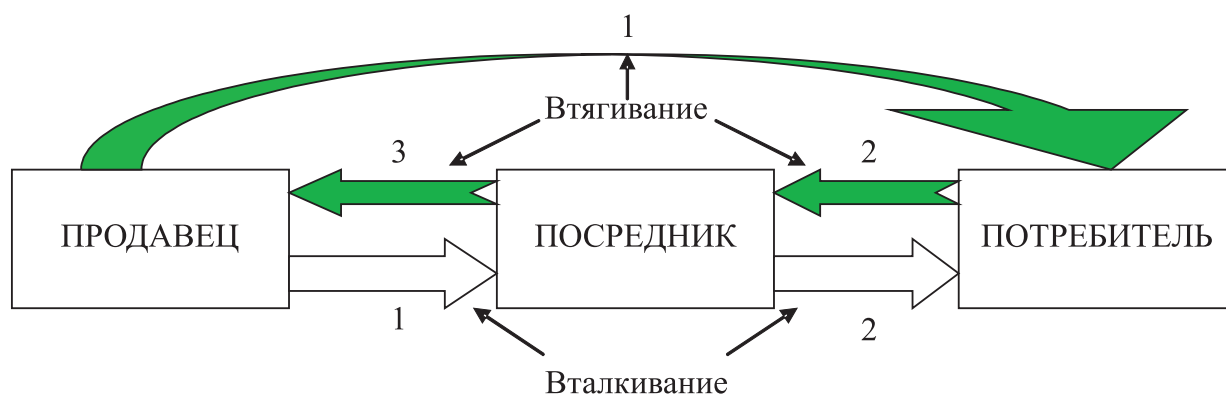 1
Втягивание
3
2
ПРОДАВЕЦ
ПОСРЕДНИК
ПОТРЕБИТЕЛЬ
1
2
Вталкивание